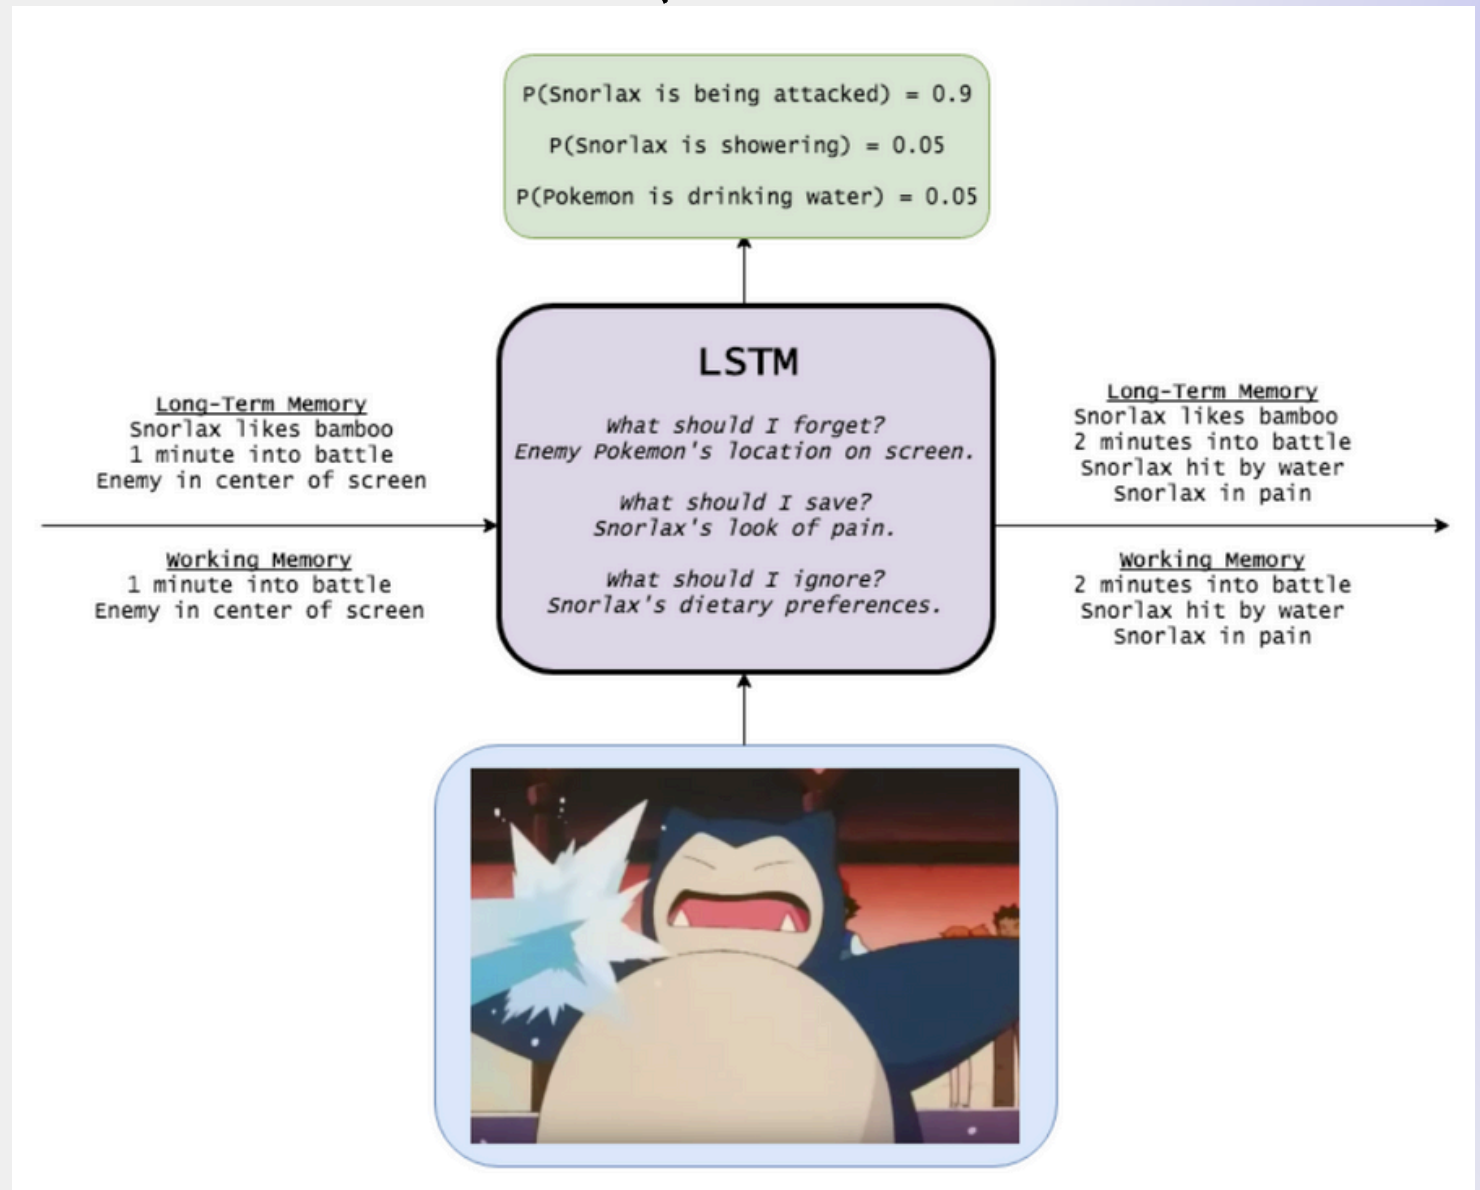 P(Snorlax is being attacked) = 0.9
P(Snorlax is showering) = 0.05
P(Pokemon is drinking water) = 0.05
LSTM
What should I forget?
Enemy Pokemon's location on screen.
What should I save?
Snorlax's look of pain.
What should I ignore?
Snorlax's dietary preferences.
Long-Term Memory
Snorlax likes bamboo
1 minute into battle
Enemy in center of screen
Working Memory
1 minute into battle
Enemy in center of screen
Long-Term Memory
Snorlax likes bamboo
2 minutes into battle
Snorlax hit by water
Snorlax in pain
Working Memory
2 minutes into battle
Snorlax hit by water
Snorlax in pain